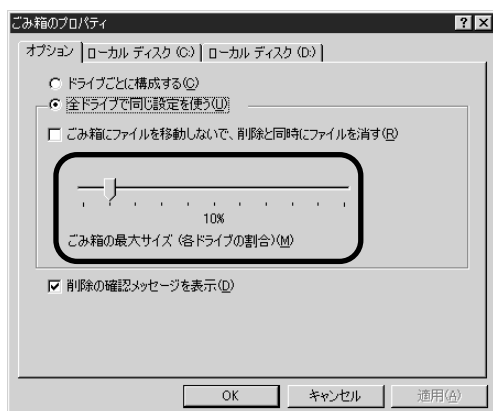 ごみ箱のプロパティ
オプション ローカル ディスク (C:) ローカル ディスク (D:)
ドライブごとに構成する(C)
全ドライブで同じ設定を使う(U)
ごみ箱にファイルを移動しないで、削除と同時にファイルを消す(R)
10%
ごみ箱の最大サイズ (各ドライブの割合)(M)
削除の確認メッセージを表示(D)
OK キャンセル 適用(A)